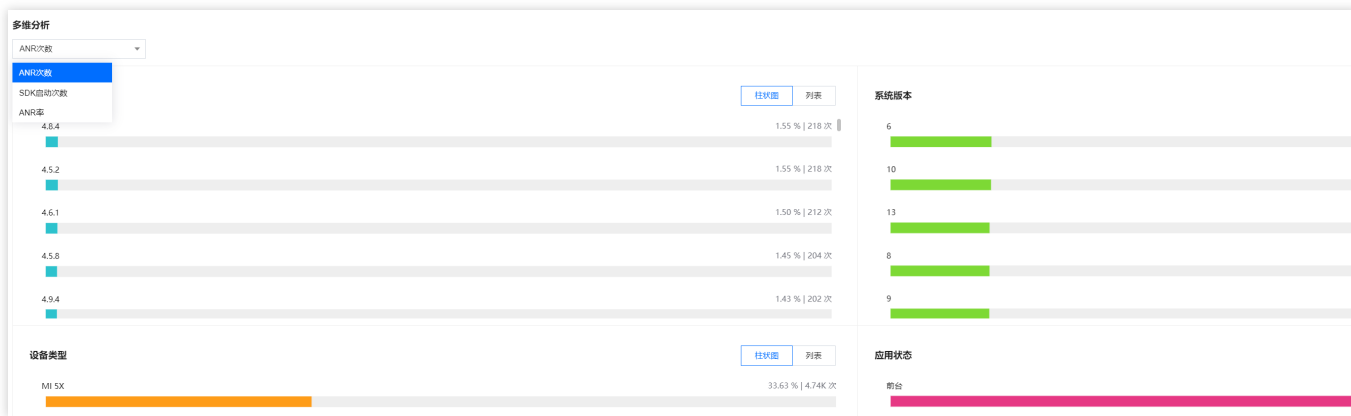 多维分析
ANR次数
ANR次数
SDK启动次数
ANR率
柱状图 列表
4.8.4 1.55 % | 218 次
4.5.2 1.55 % | 218 次
4.6.1 1.50 % | 212 次
4.5.8 1.45 % | 204 次
4.9.4 1.43 % | 202 次
系统版本
6
10
13
8
9
设备类型 柱状图 列表
MI 5X 33.63 % | 4.74K 次
应用状态
前台